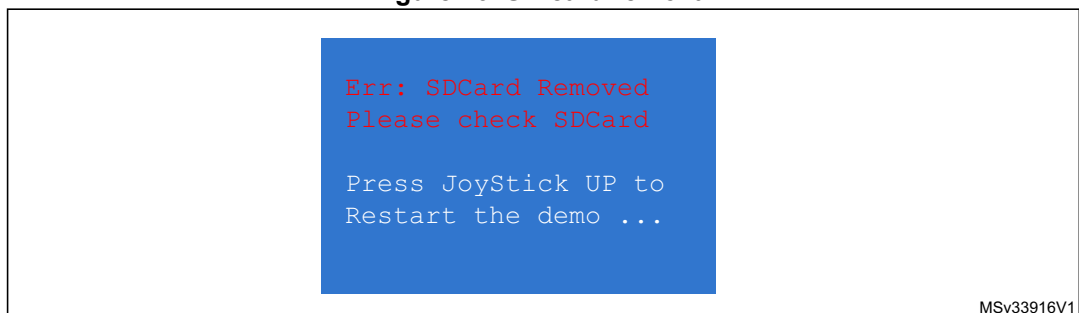 Err: SDCard Removed
Please check SDCard
Press JoyStick UP to
Restart the demo ...
MSv33916V1